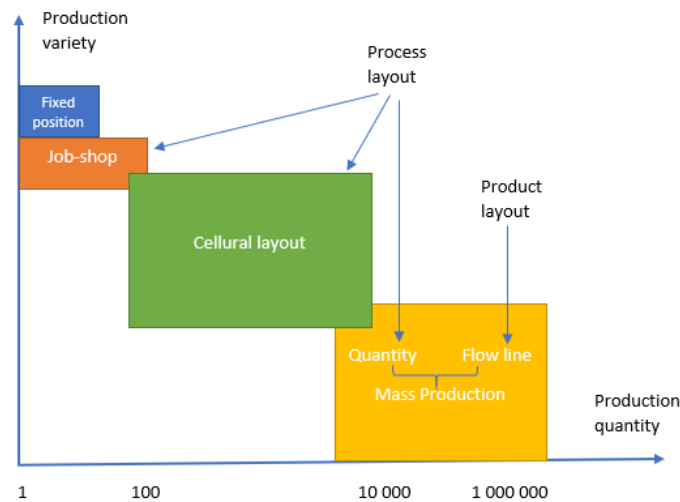 Production
variety
Process
layout
Fixed
position
Job-shop
Product
layout
Cellural layout
Quantity
Flow line
Mass Production
Production
quantity
1
100
10 000
1 000 000